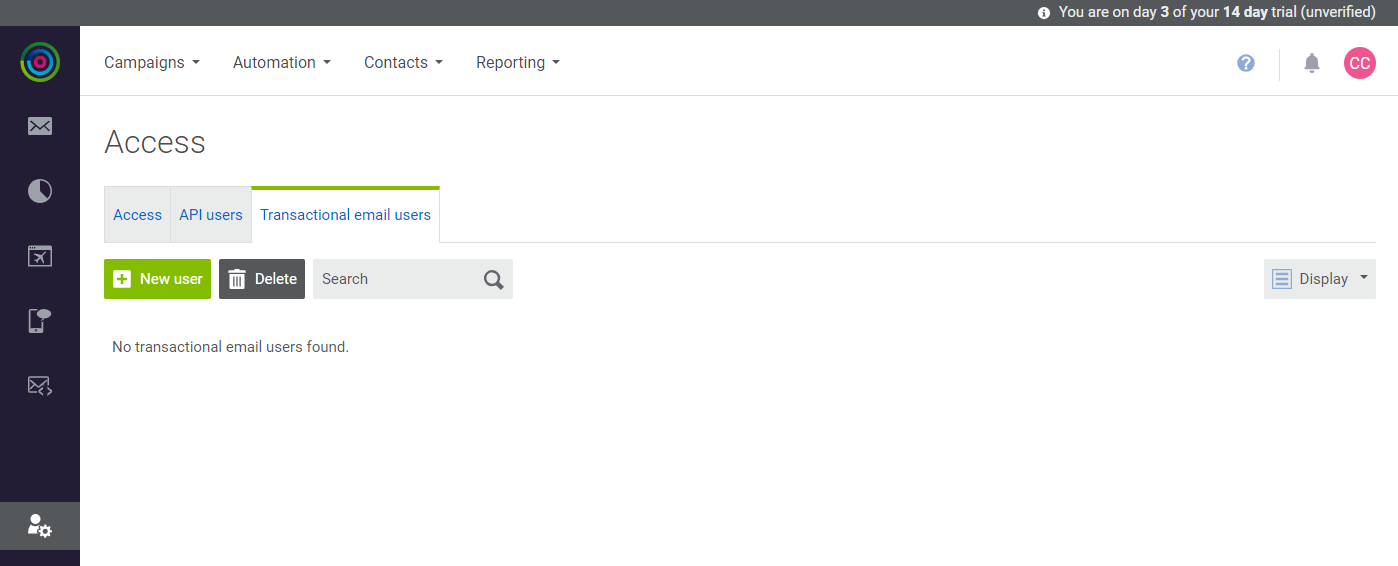 You are on day 3 of your 14 day trial (unverified)
Campaigns Automation Contacts Reporting ? CC
Access
Access API users Transactional email users
New user Delete Search Display
No transactional email users found.